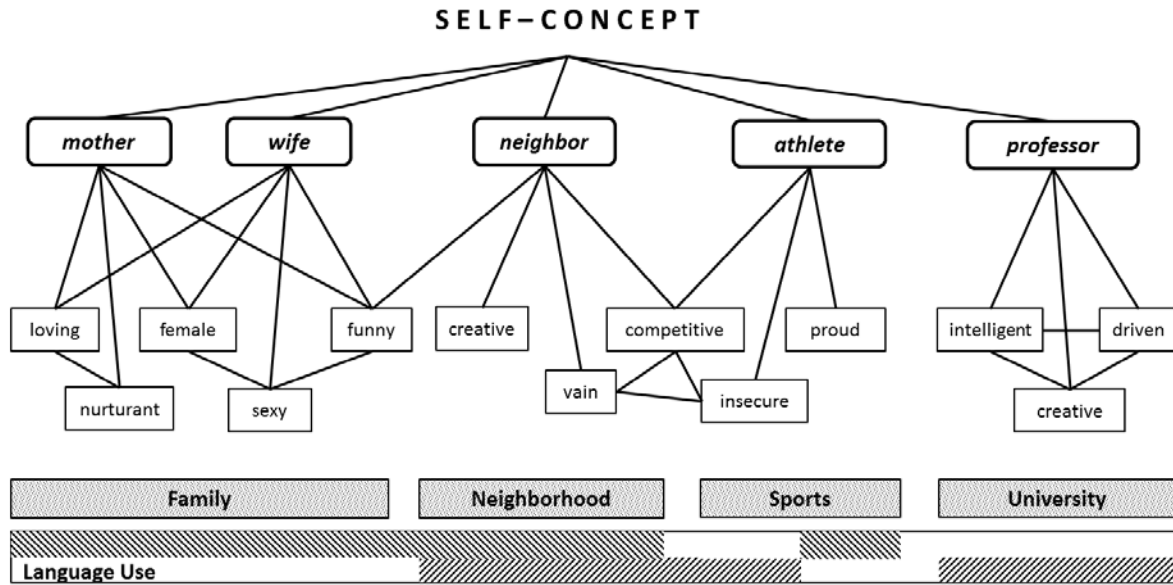 SELF–CONCEPT
mother wife neighbor athlete professor
loving female funny creative competitive proud intelligent driven
nurturant sexy vain insecure creative
Family Neighborhood Sports University
Language Use